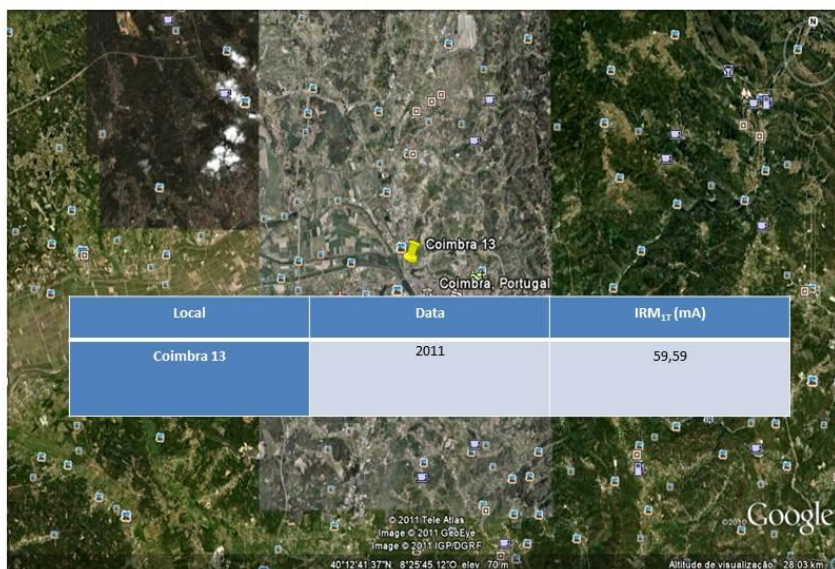 N
Coimbra 13
Coimbra, Portugal
Local Data IRM1T (mA)
Coimbra 13 2011 59,59
© 2011 Tele Atlas
Image © 2011 GeoEye
Image © 2011 IGP/DGRF
©2010 Google
40°12'41.37"N 8°25'45.12"O elev 70 m Altitude de visualização 28.03 km